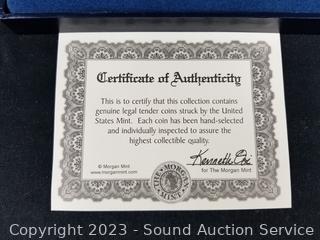 Certificate of Authenticity
This is to certify that this collection contains
genuine legal tender coins struck by the
United States Mint. Each coin has been hand-selected
and individually inspected to assure the
highest collectible quality.
© Morgan Mint
www.morganmint.com
for The Morgan Mint
THE MORGAN MINT
Copyright 2023 - Sound Auction Service